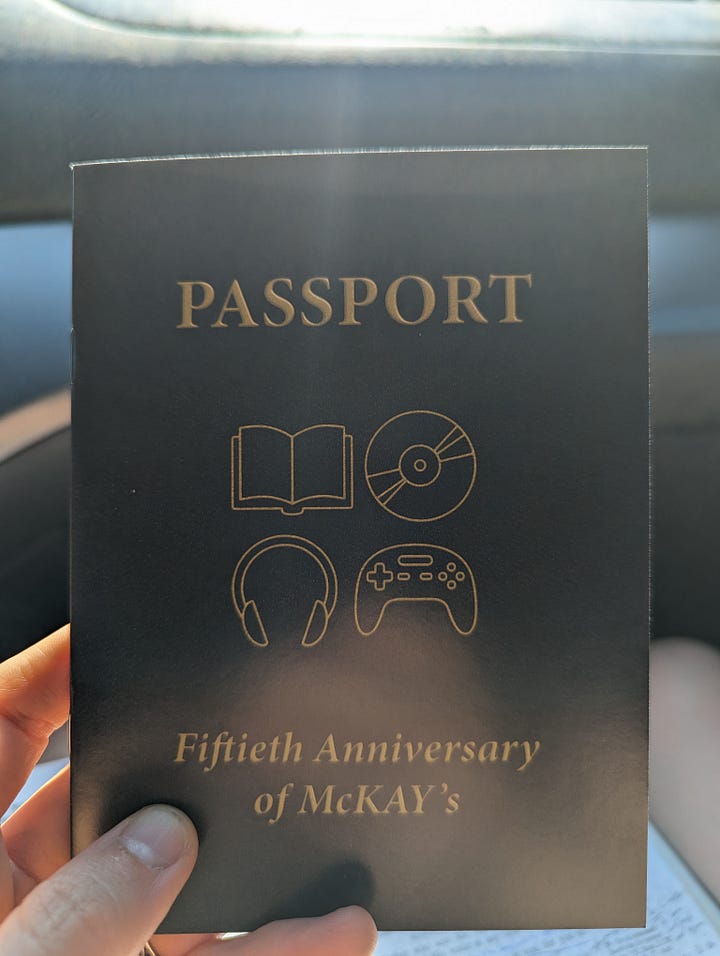 PASSPORT
Fiftieth Anniversary
of McKAY's